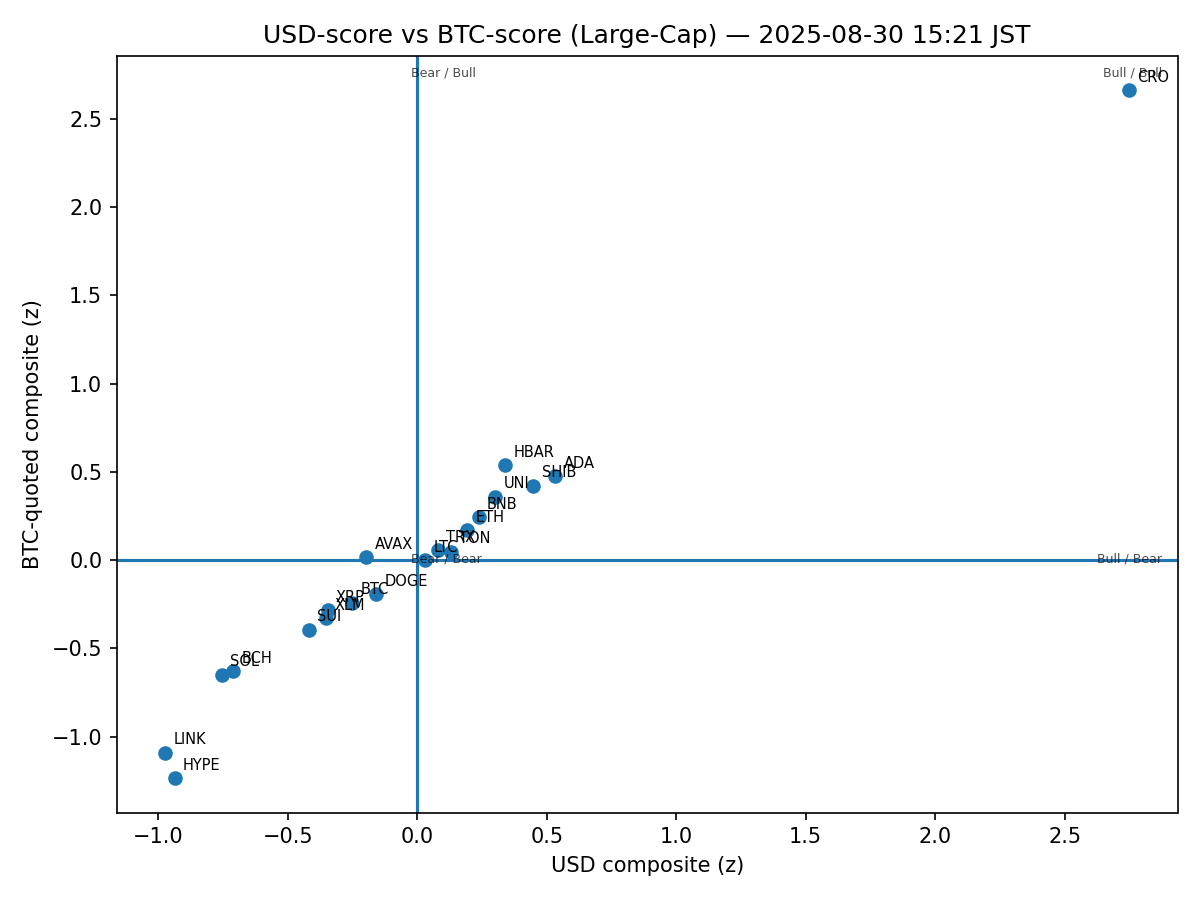 USD-score vs BTC-score (Large-Cap) — 2025-08-30 15:21 JST
Bear / Bull
Bull / Bull
CRO
2.5
2.0
1.5
1.0
0.5
0.0
−0.5
−1.0
BTC-quoted composite (z)
HBAR
ADA
SHIB
UNI
BNB
ETH
TRX
TON
LTC
AVAX
Bear / Bear
Bull / Bear
DOGE
BTC
XRP
XLM
SUI
BCH
SOL
LINK
HYPE
−1.0
−0.5
0.0
0.5
1.0
1.5
2.0
2.5
USD composite (z)